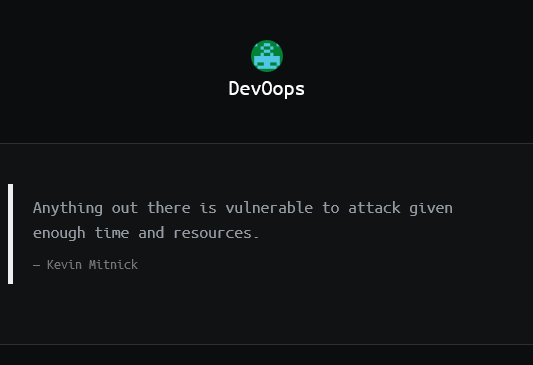 DevOops
Anything out there is vulnerable to attack given
enough time and resources.
— Kevin Mitnick